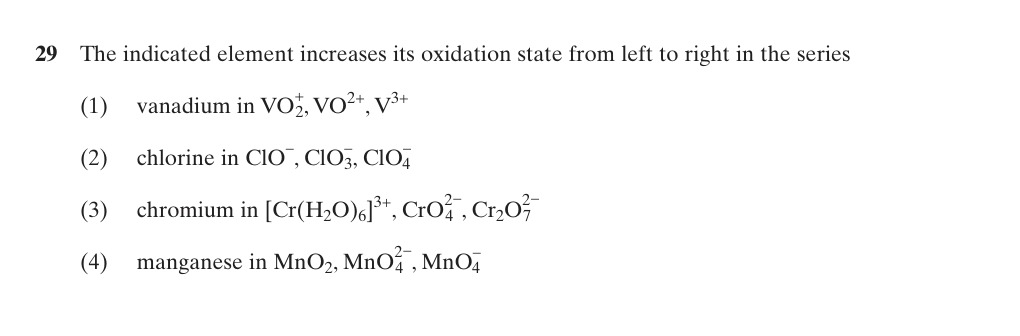 29 The indicated element increases its oxidation state from left to right in the series
(1) vanadium in VO₂⁺, VO²⁺, V³⁺
(2) chlorine in ClO⁻, ClO₃⁻, ClO₄⁻
(3) chromium in [Cr(H₂O)₆]³⁺, CrO₄²⁻, Cr₂O₇²⁻
(4) manganese in MnO₂, MnO₄²⁻, MnO₄⁻